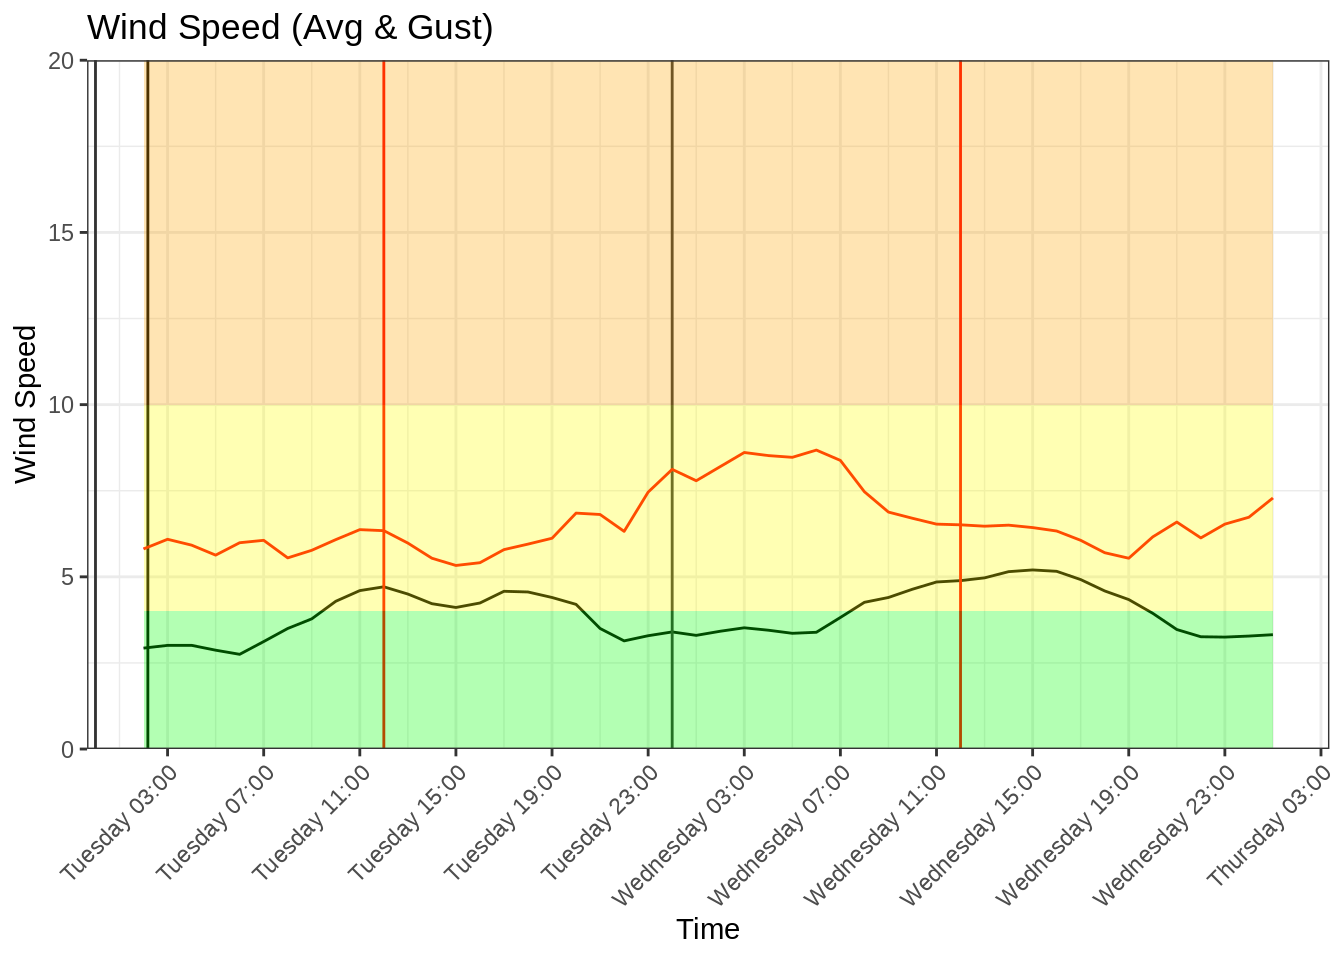 Wind Speed (Avg & Gust)
20
15
10
5
0
Wind Speed
Tuesday 03:00
Tuesday 07:00
Tuesday 11:00
Tuesday 15:00
Tuesday 19:00
Tuesday 23:00
Wednesday 03:00
Wednesday 07:00
Wednesday 11:00
Wednesday 15:00
Wednesday 19:00
Wednesday 23:00
Thursday 03:00
Time